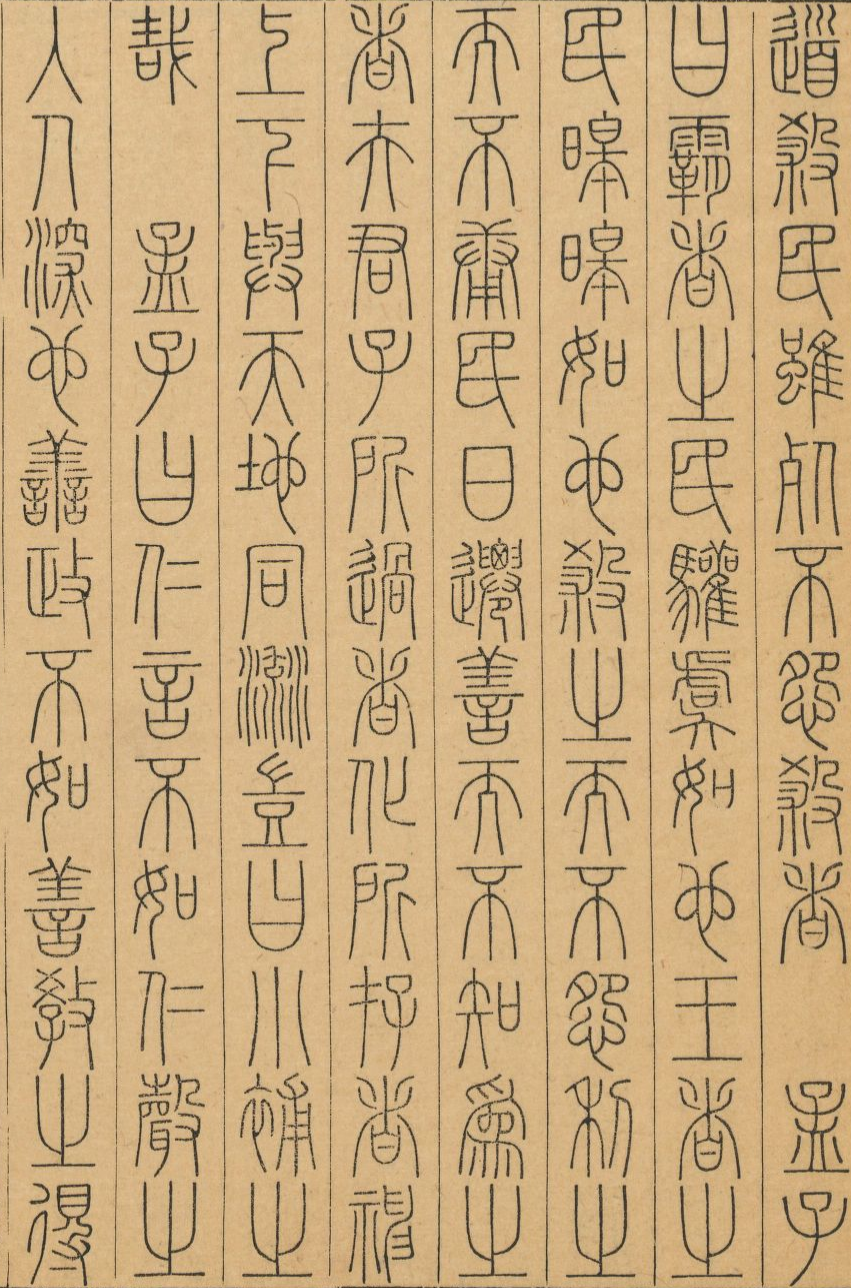 道殺民雖死不怨殺者　孟子
曰霸者之民驩虞如也王者之
民皞皞如也殺之而不怨利之
而不庸民日遷善而不知爲之
者夫君子所過者化所存者神
上下與天地同流豈曰小補之
哉　孟子曰仁言不如仁聲之
人人深也善政不如善教之得